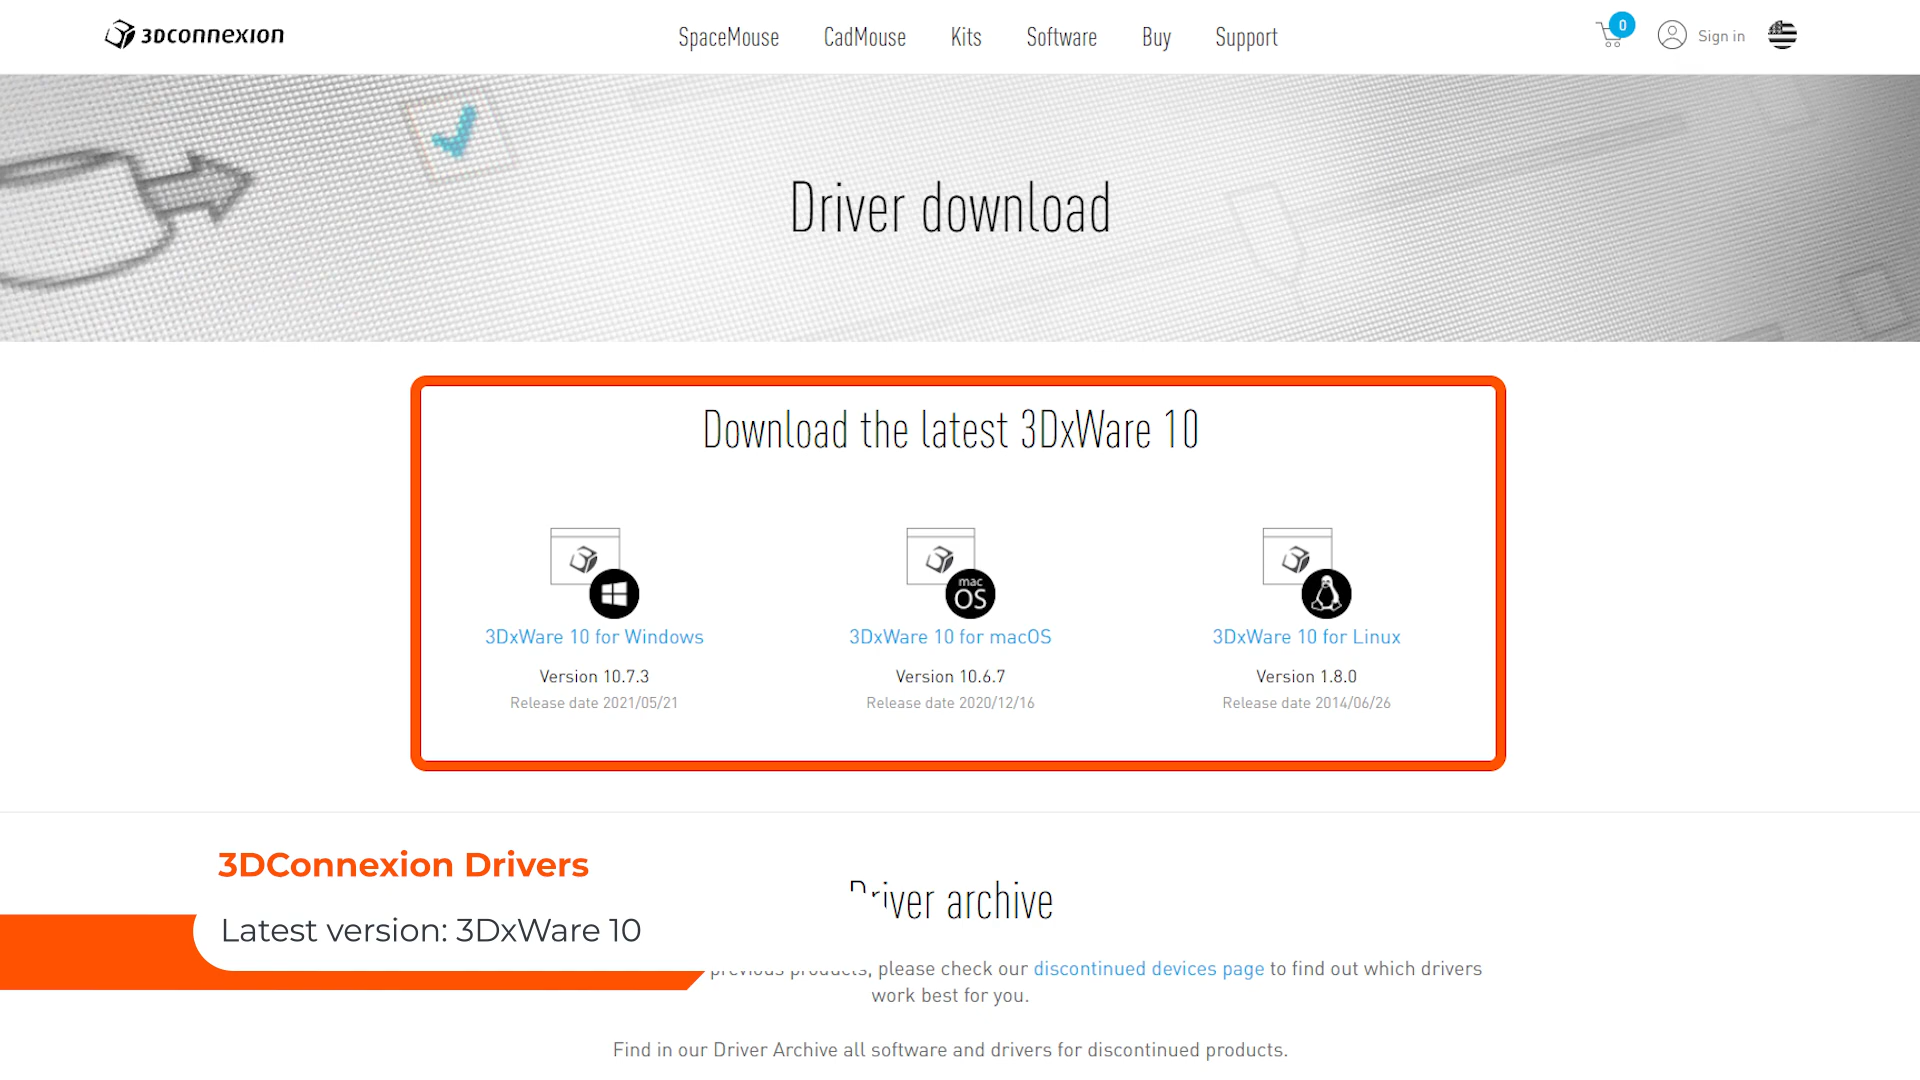 3DCONNEXION
SpaceMouse CadMouse Kits Software Buy Support
0 Sign in
Driver download
Download the latest 3DxWare 10
mac
OS
3DxWare 10 for Windows 3DxWare 10 for macOS 3DxWare 10 for Linux
Version 10.7.3 Version 10.6.7 Version 1.8.0
Release date 2021/05/21 Release date 2020/12/16 Release date 2014/06/26
3DConnexion Drivers
Driver archive
Latest version: 3DxWare 10
previous products, please check our discontinued devices page to find out which drivers
work best for you.
Find in our Driver Archive all software and drivers for discontinued products.